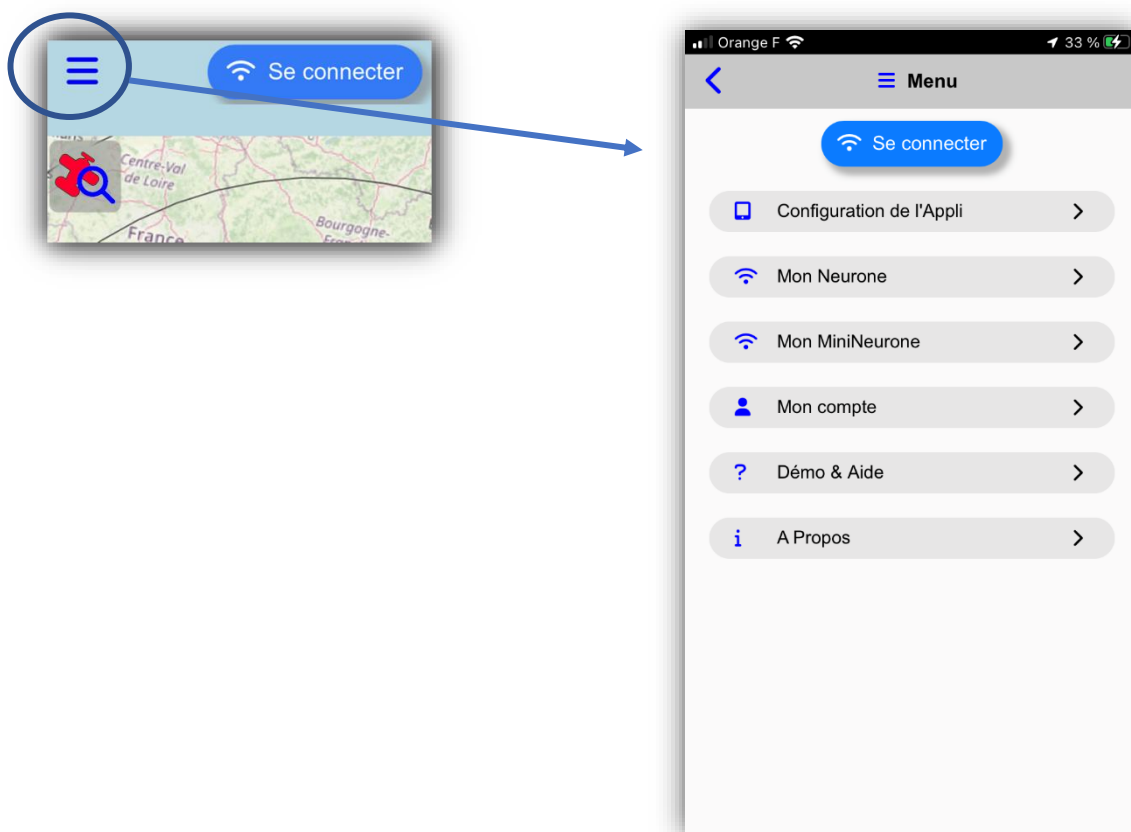 Se connecter
Centre-Val
de Loire
Bourgogne-
France
Orange F
33 %
Menu
Se connecter
Configuration de l'Appli
Mon Neurone
Mon MiniNeurone
Mon compte
? Démo & Aide
i A Propos